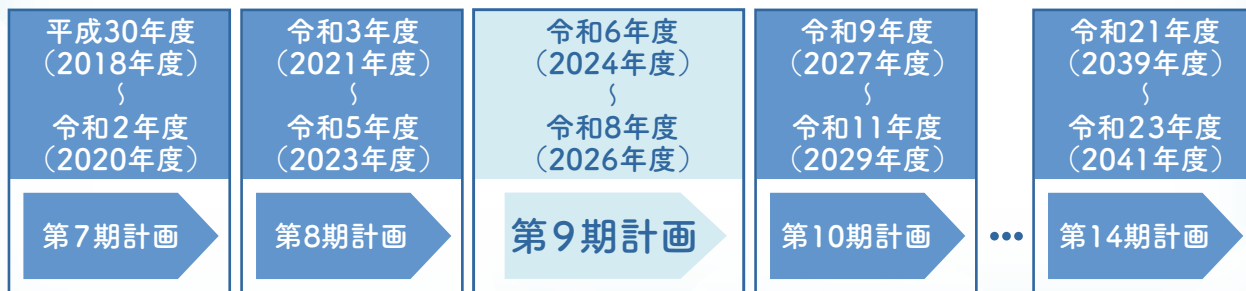 平成30年度
（2018年度）
〜
令和2年度
（2020年度）
第7期計画
令和3年度
（2021年度）
〜
令和5年度
（2023年度）
第8期計画
令和6年度
（2024年度）
〜
令和8年度
（2026年度）
第9期計画
令和9年度
（2027年度）
〜
令和11年度
（2029年度）
第10期計画
…
令和21年度
（2039年度）
〜
令和23年度
（2041年度）
第14期計画